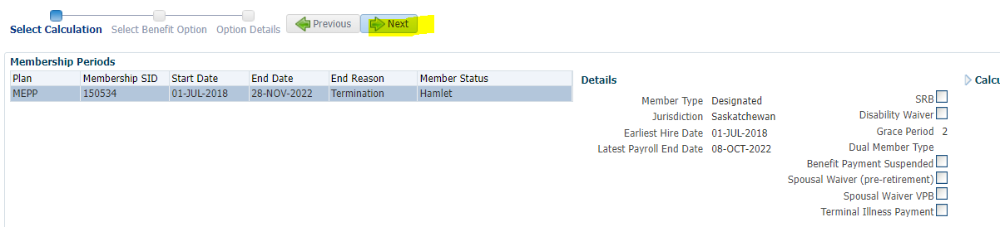 Select Calculation Select Benefit Option Option Details Previous Next
Membership Periods
Plan Membership SID Start Date End Date End Reason Member Status
MEPP 150534 01-JUL-2018 28-NOV-2022 Termination Hamlet
Details
Member Type Designated
Jurisdiction Saskatchewan
Earliest Hire Date 01-JUL-2018
Latest Payroll End Date 08-OCT-2022
SRB
Disability Waiver
Grace Period 2
Dual Member Type
Benefit Payment Suspended
Spousal Waiver (pre-retirement)
Spousal Waiver VPB
Terminal Illness Payment
Calcu